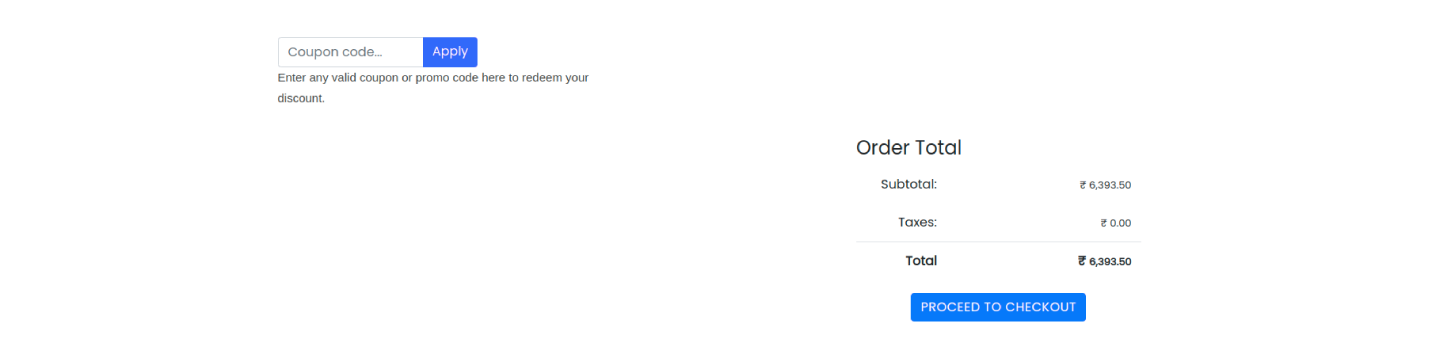 Coupon code...
Apply
Enter any valid coupon or promo code here to redeem your
discount.
Order Total
Subtotal: ₹ 6,393.50
Taxes: ₹ 0.00
Total ₹ 6,393.50
PROCEED TO CHECKOUT